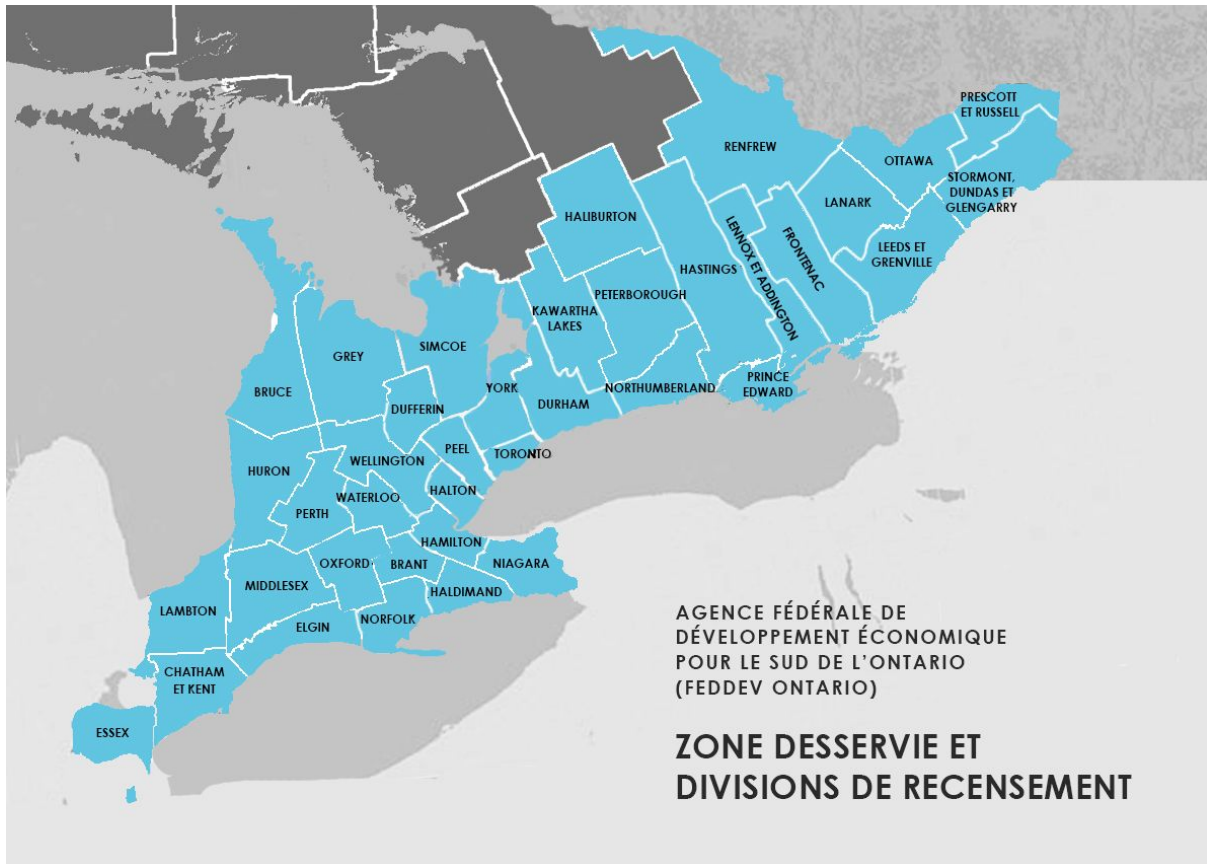 PRESCOTT
ET RUSSELL
RENFREW
OTTAWA
STORMONT,
DUNDAS ET
GLENGARRY
LANARK
HALIBURTON
LENNOX ET ADDINGTON
FRONTENAC
LEEDS ET
GRENVILLE
HASTINGS
PETERBOROUGH
KAWARTHA
LAKES
SIMCOE
GREY
BRUCE
YORK
NORTHUMBERLAND
PRINCE
EDWARD
DUFFERIN
DURHAM
PEEL
TORONTO
WELLINGTON
HURON
HALTON
WATERLOO
PERTH
HAMILTON
OXFORD
BRANT
NIAGARA
MIDDLESEX
HALDIMAND
LAMBTON
NORFOLK
ELGIN
CHATHAM
ET KENT
ESSEX
AGENCE FÉDÉRALE DE
DÉVELOPPEMENT ÉCONOMIQUE
POUR LE SUD DE L'ONTARIO
(FEDDEV ONTARIO)
ZONE DESSERVIE ET
DIVISIONS DE RECENSEMENT